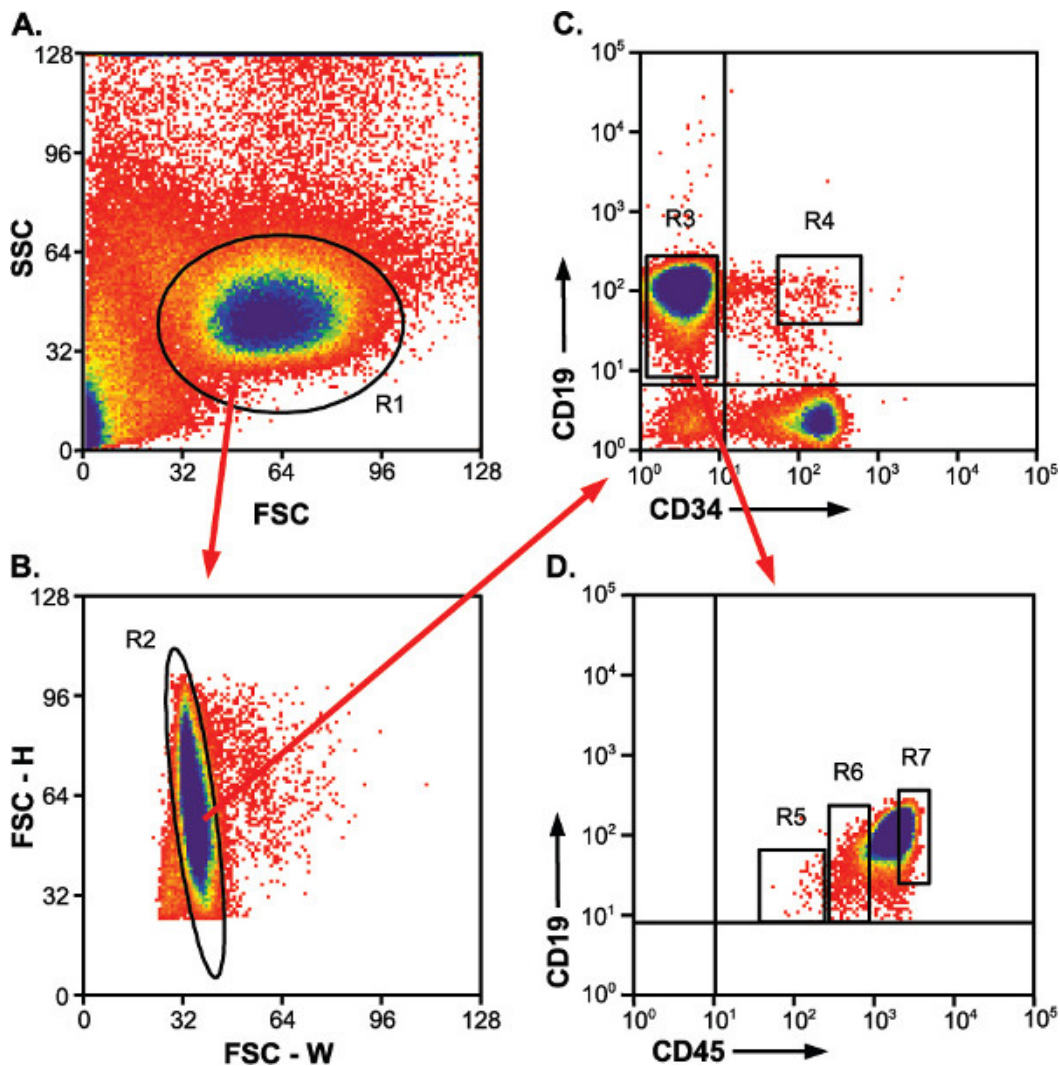 A.
128
96
64
32
0
SSC
R1
0 32 64 96 128
FSC
B.
128
96
64
32
0
FSC - H
R2
0 32 64 96 128
FSC - W
C.
10⁵
10⁴
10³
10²
10¹
10⁰
CD19
R3 R4
10⁰ 10¹ 10² 10³ 10⁴ 10⁵
CD34
D.
10⁵
10⁴
10³
10²
10¹
10⁰
CD19
R5 R6 R7
10⁰ 10¹ 10² 10³ 10⁴ 10⁵
CD45